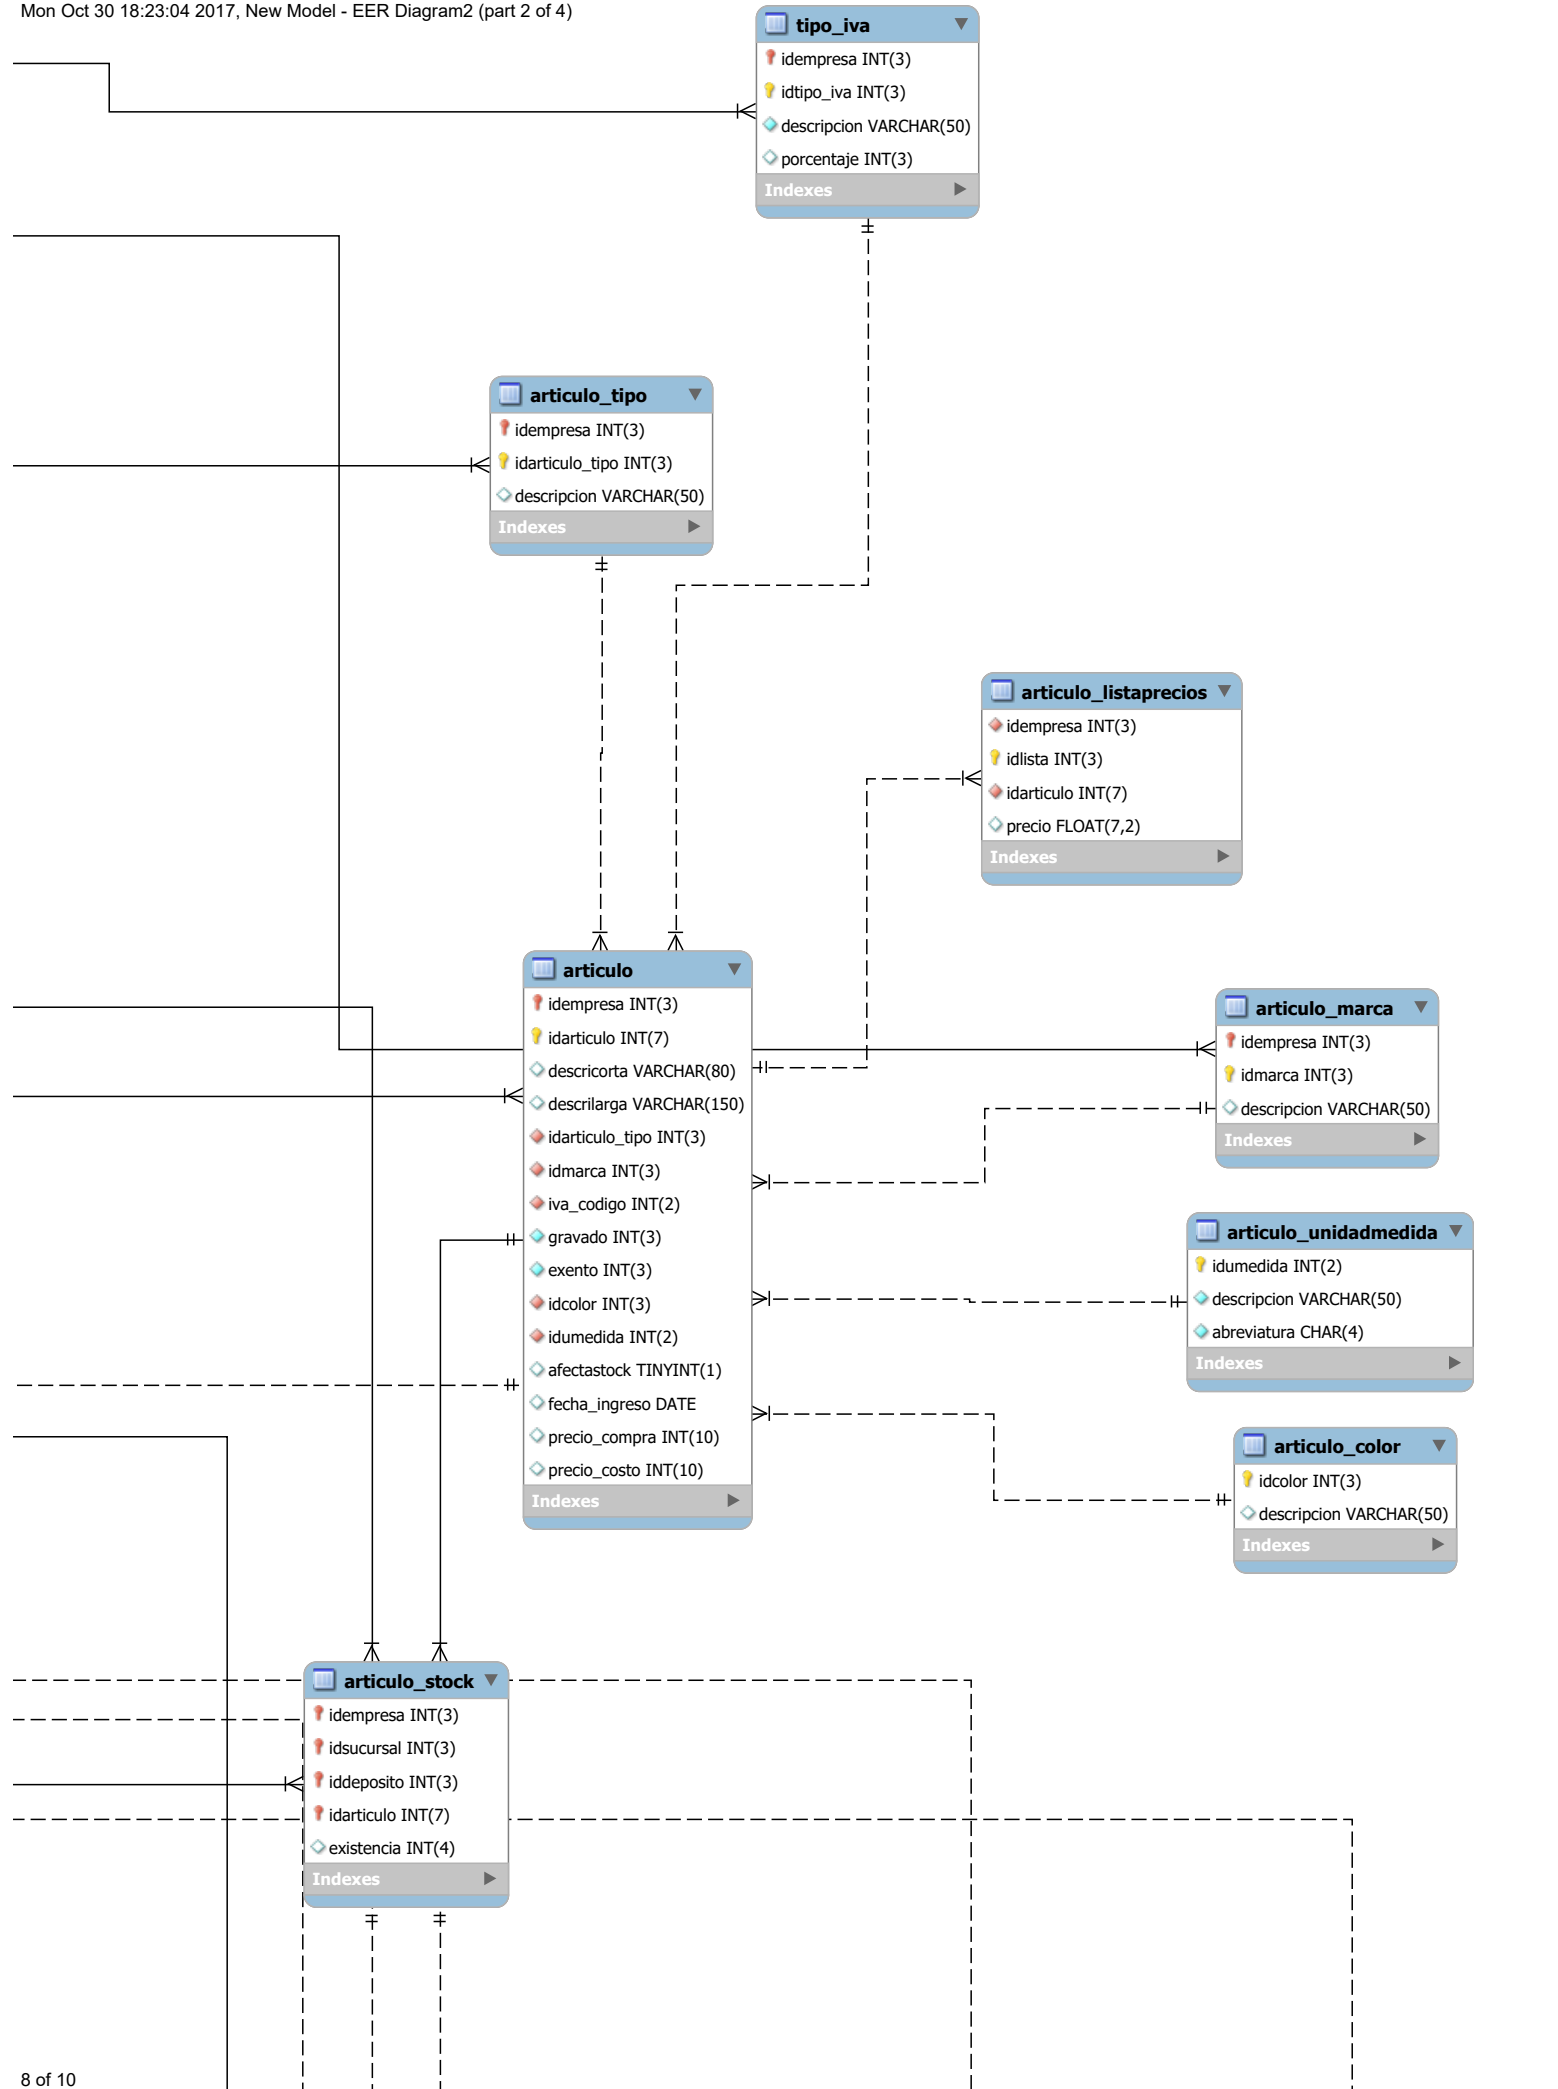 Mon Oct 30 18:23:04 2017, New Model - EER Diagram2 (part 2 of 4)
tipo_iva
idempresa INT(3)
idtipo_iva INT(3)
descripcion VARCHAR(50)
porcentaje INT(3)
Indexes
articulo_tipo
idempresa INT(3)
idarticulo_tipo INT(3)
descripcion VARCHAR(50)
Indexes
articulo_listaprecios
idempresa INT(3)
idlista INT(3)
idarticulo INT(7)
precio FLOAT(7,2)
Indexes
articulo
idempresa INT(3)
idarticulo INT(7)
descricorta VARCHAR(80)
descrilarga VARCHAR(150)
idarticulo_tipo INT(3)
idmarca INT(3)
iva_codigo INT(2)
gravado INT(3)
exento INT(3)
idcolor INT(3)
idumedida INT(2)
afectastock TINYINT(1)
fecha_ingreso DATE
precio_compra INT(10)
precio_costo INT(10)
Indexes
articulo_marca
idempresa INT(3)
idmarca INT(3)
descripcion VARCHAR(50)
Indexes
articulo_unidadmedida
idumedida INT(2)
descripcion VARCHAR(50)
abreviatura CHAR(4)
Indexes
articulo_color
idcolor INT(3)
descripcion VARCHAR(50)
Indexes
articulo_stock
idempresa INT(3)
idsucursal INT(3)
iddeposito INT(3)
idarticulo INT(7)
existencia INT(4)
Indexes
8 of 10